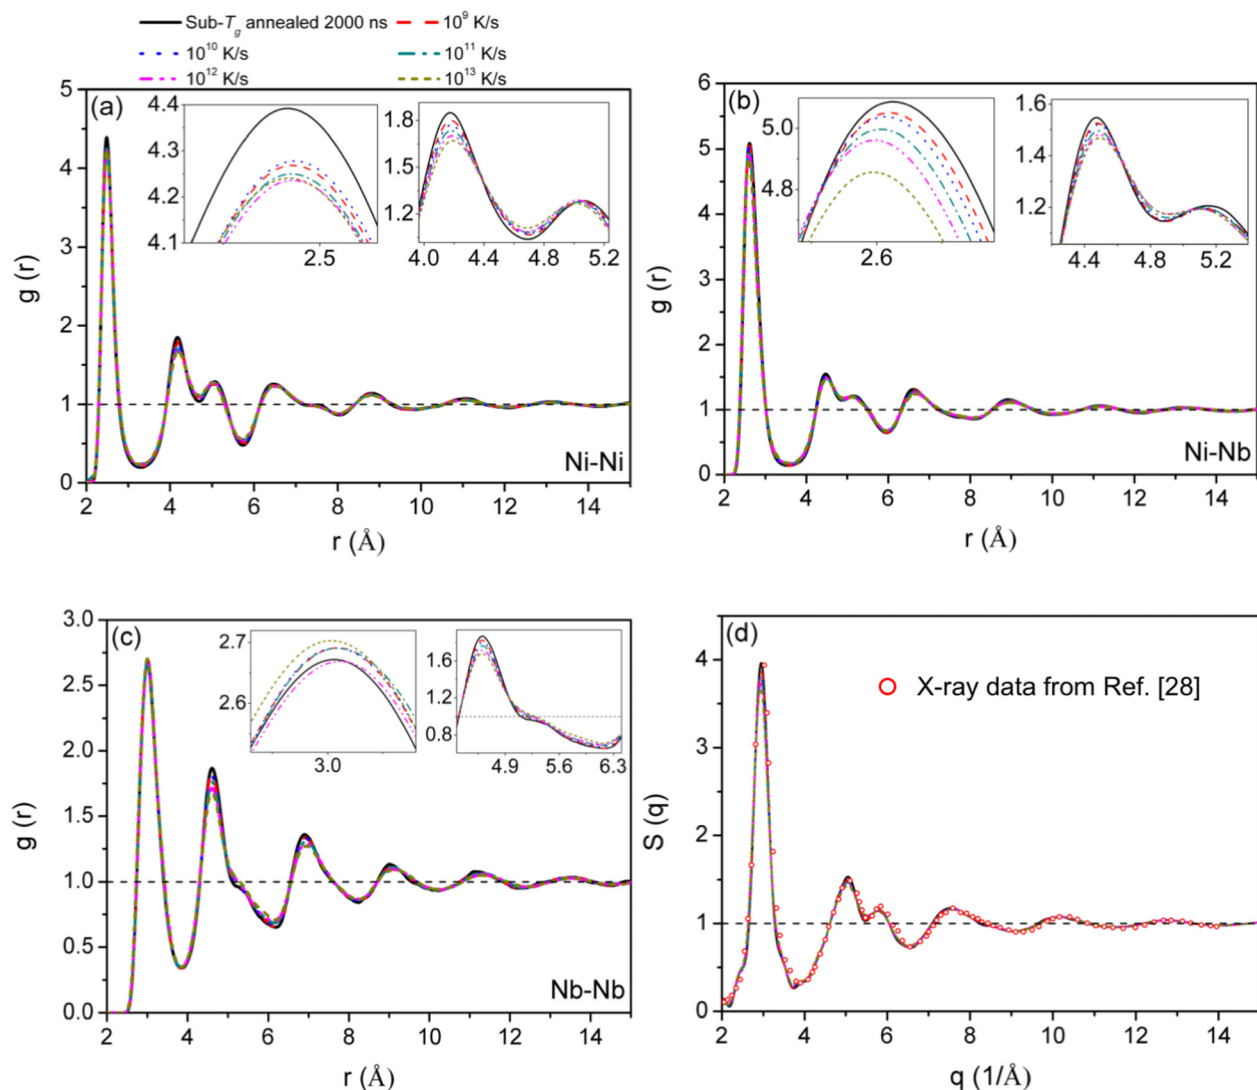 Sub-Tg annealed 2000 ns 10⁹ K/s
10¹⁰ K/s 10¹¹ K/s
10¹² K/s 10¹³ K/s
(a)
5
4
3
2
1
0
g (r)
4.4
4.3
4.2
4.1
2.5
1.8
1.5
1.2
4.0 4.4 4.8 5.2
Ni-Ni
2 4 6 8 10 12 14
r (Å)
(b)
6
5
4
3
2
1
0
g (r)
5.0
4.8
2.6
1.6
1.4
1.2
4.4 4.8 5.2
Ni-Nb
2 4 6 8 10 12 14
r (Å)
(c)
3.0
2.5
2.0
1.5
1.0
0.5
0.0
g (r)
2.7
2.6
3.0
1.6
1.2
0.8
4.9 5.6 6.3
Nb-Nb
2 4 6 8 10 12 14
r (Å)
(d)
4
3
2
1
0
S (q)
X-ray data from Ref. [28]
2 4 6 8 10 12 14
q (1/Å)